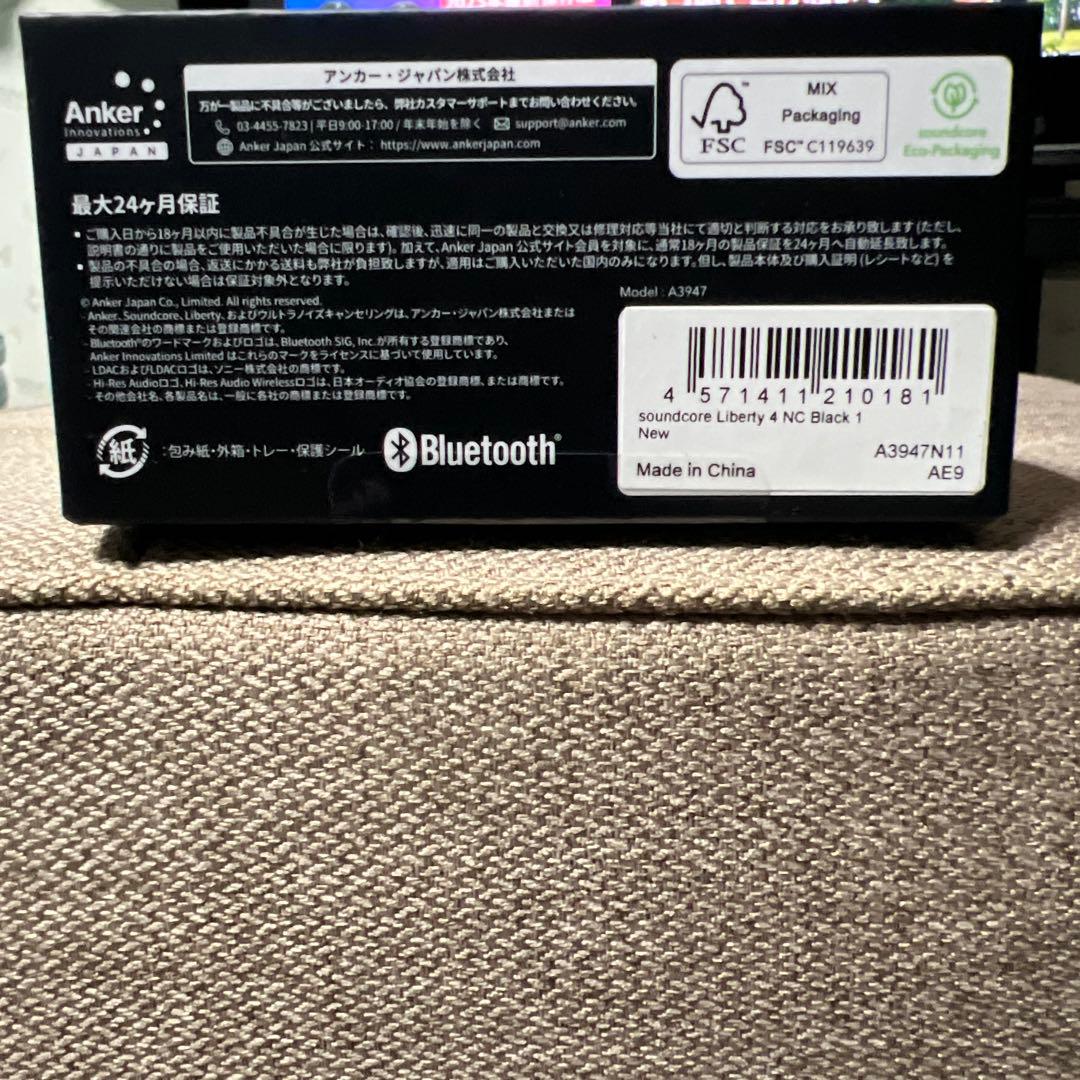 Anker
Innovations
JAPAN
アンカー・ジャパン株式会社
万が一製品に不具合等がございましたら、弊社カスタマーサポートまでお問い合わせください。
03-4455-7823 | 平日9:00-17:00 / 年末年始を除く support@anker.com
Anker Japan 公式サイト： https://www.ankerjapan.com
FSC
MIX
Packaging
FSC™ C119639
soundcore
Eco-Packaging
最大24ヶ月保証
• ご購入日から18ヶ月以内に製品不具合が生じた場合は、確認後、迅速に同一の製品と交換又は修理対応等当社にて適切と判断する対応をお承り致します（ただし、
説明書の通りに製品をご使用いただいた場合に限ります）。加えて、Anker Japan 公式サイト会員を対象に、通常18ヶ月の製品保証を24ヶ月へ自動延長致します。
• 製品の不具合の場合、返送にかかる送料も弊社が負担致しますが、適用はご購入いただいた国内のみになります。但し、製品本体及び購入証明（レシートなど）を
提示いただけない場合は保証対象外となります。
© Anker Japan Co., Limited. All rights reserved.
- Anker、Soundcore、Liberty、およびウルトラノイズキャンセリングは、アンカー・ジャパン株式会社または
その関連会社の商標または登録商標です。
- Bluetooth®のワードマークおよびロゴは、Bluetooth SIG, Inc.が所有する登録商標であり、
Anker Innovations Limited はこれらのマークをライセンスに基づいて使用しています。
- LDACおよびLDACロゴは、ソニー株式会社の商標です。
- Hi-Res Audioロゴ、Hi-Res Audio Wirelessロゴは、日本オーディオ協会の登録商標、または商標です。
- その他会社名、各製品名は、一般に各社の商標または登録商標です。
紙 ：包み紙・外箱・トレー・保護シール
Bluetooth®
Model : A3947
4 571411 210181
soundcore Liberty 4 NC Black 1
New
A3947N11
Made in China
AE9